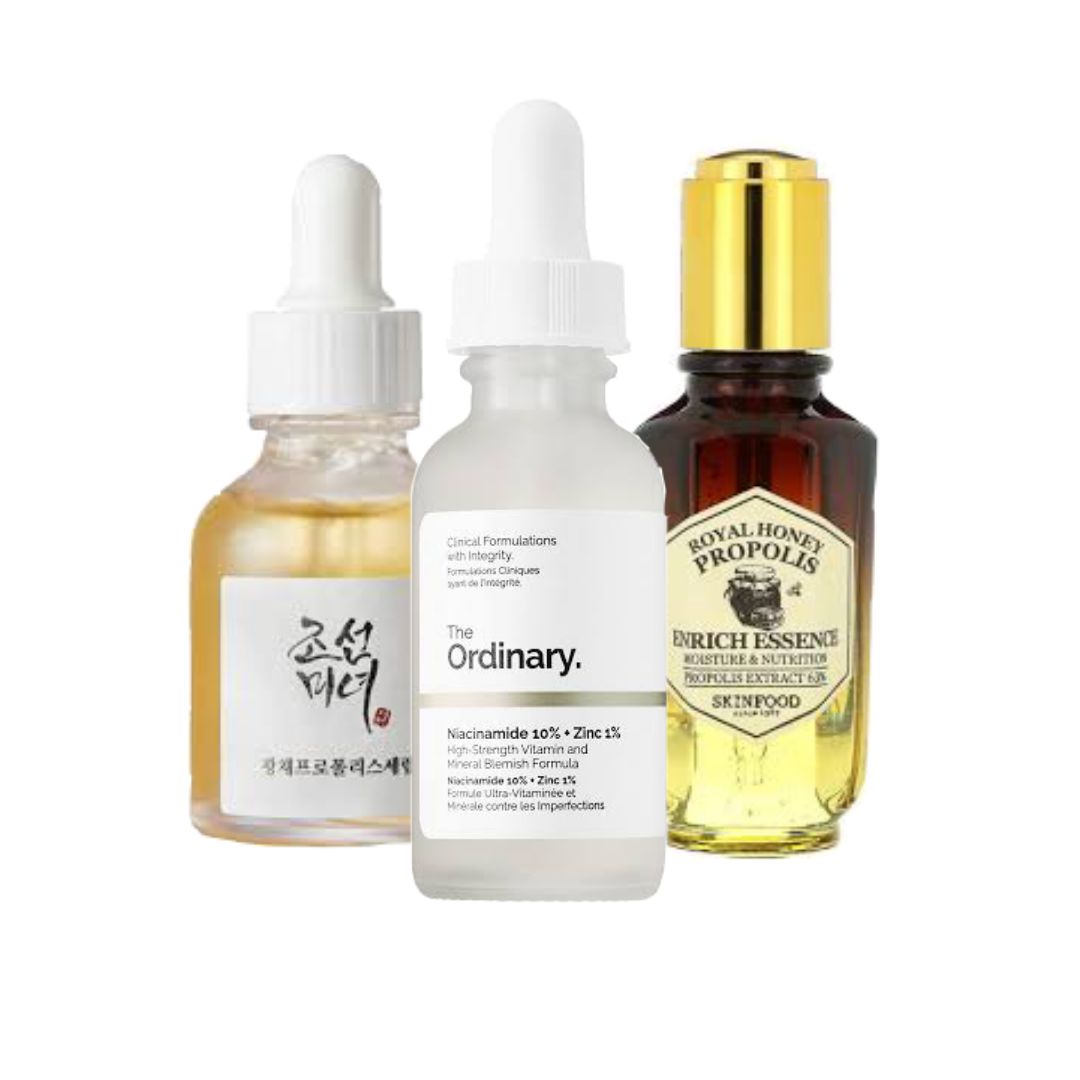 조선
미녀
광채프로폴리스세럼
Clinical Formulations
with Integrity.
Formulations Cliniques
ayant de l'intégrité.
The
Ordinary.
Niacinamide 10% + Zinc 1%
High-Strength Vitamin and
Mineral Blemish Formula
Niacinamide 10% + Zinc 1%
Formule Ultra-Vitaminée et
Minérale contre les Imperfections
ROYAL HONEY
PROPOLIS
ENRICH ESSENCE
MOISTURE & NUTRITION
PROPOLIS EXTRACT 63%
SKINFOOD
SINCE 1957